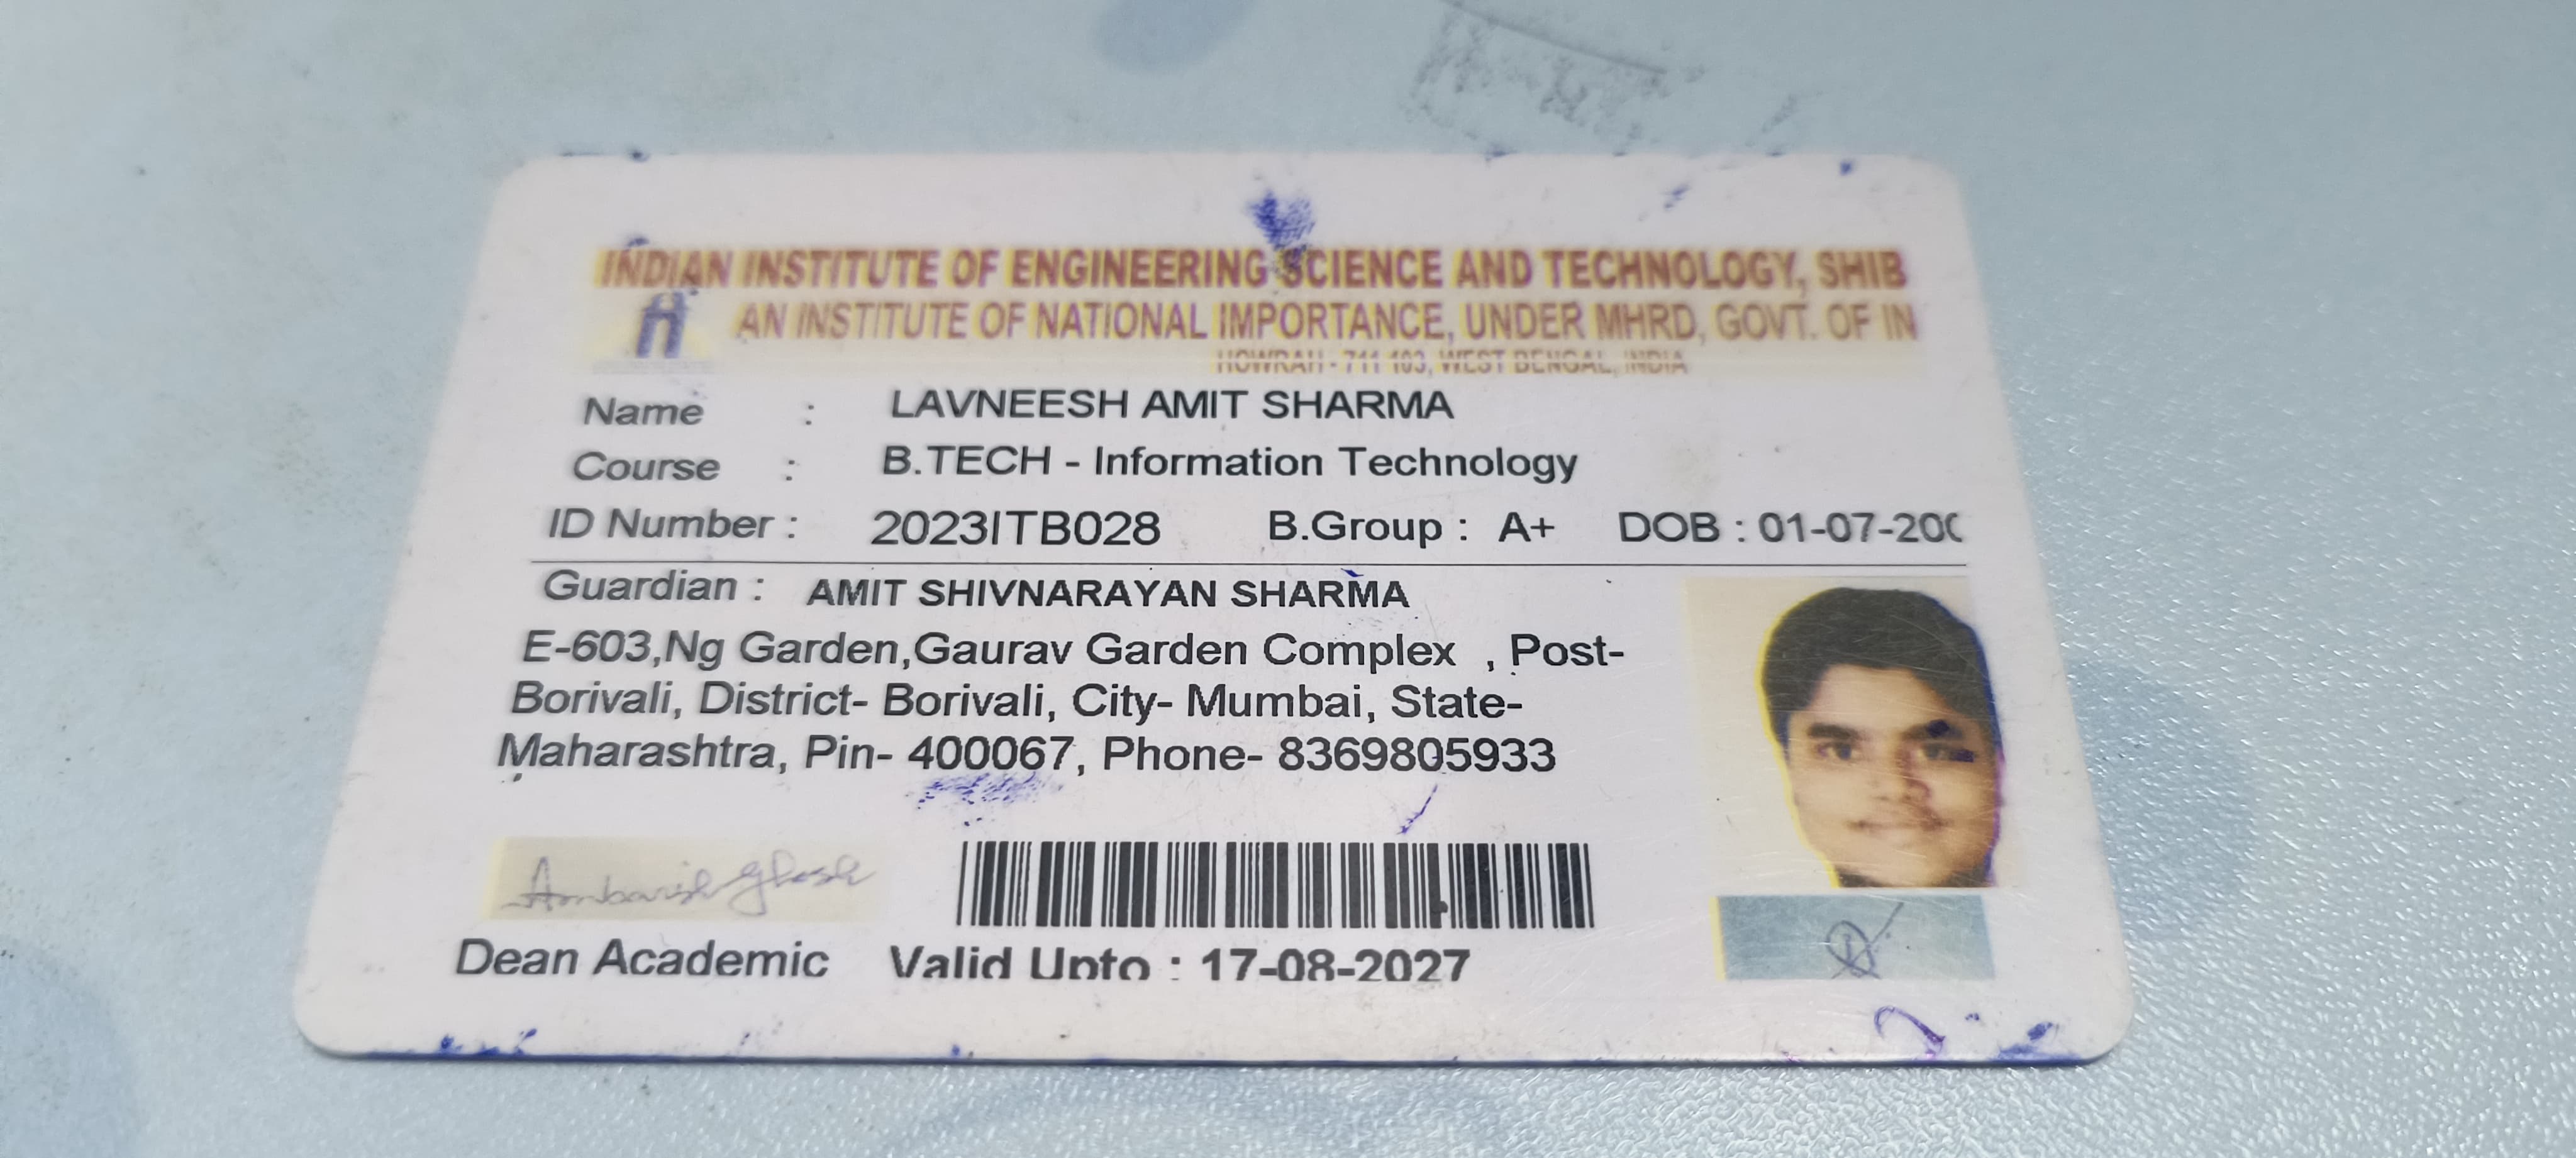 INDIAN INSTITUTE OF ENGINEERING SCIENCE AND TECHNOLOGY, SHIB
AN INSTITUTE OF NATIONAL IMPORTANCE, UNDER MHRD, GOVT. OF IN
HOWRAH - 711 103, WEST BENGAL, INDIA
Name : LAVNEESH AMIT SHARMA
Course : B.TECH - Information Technology
ID Number : 2023ITB028 B.Group : A+ DOB : 01-07-200
Guardian : AMIT SHIVNARAYAN SHARMA
E-603,Ng Garden,Gaurav Garden Complex , Post-
Borivali, District- Borivali, City- Mumbai, State-
Maharashtra, Pin- 400067, Phone- 8369805933
Ambarish Ghosh
Dean Academic Valid Upto : 17-08-2027